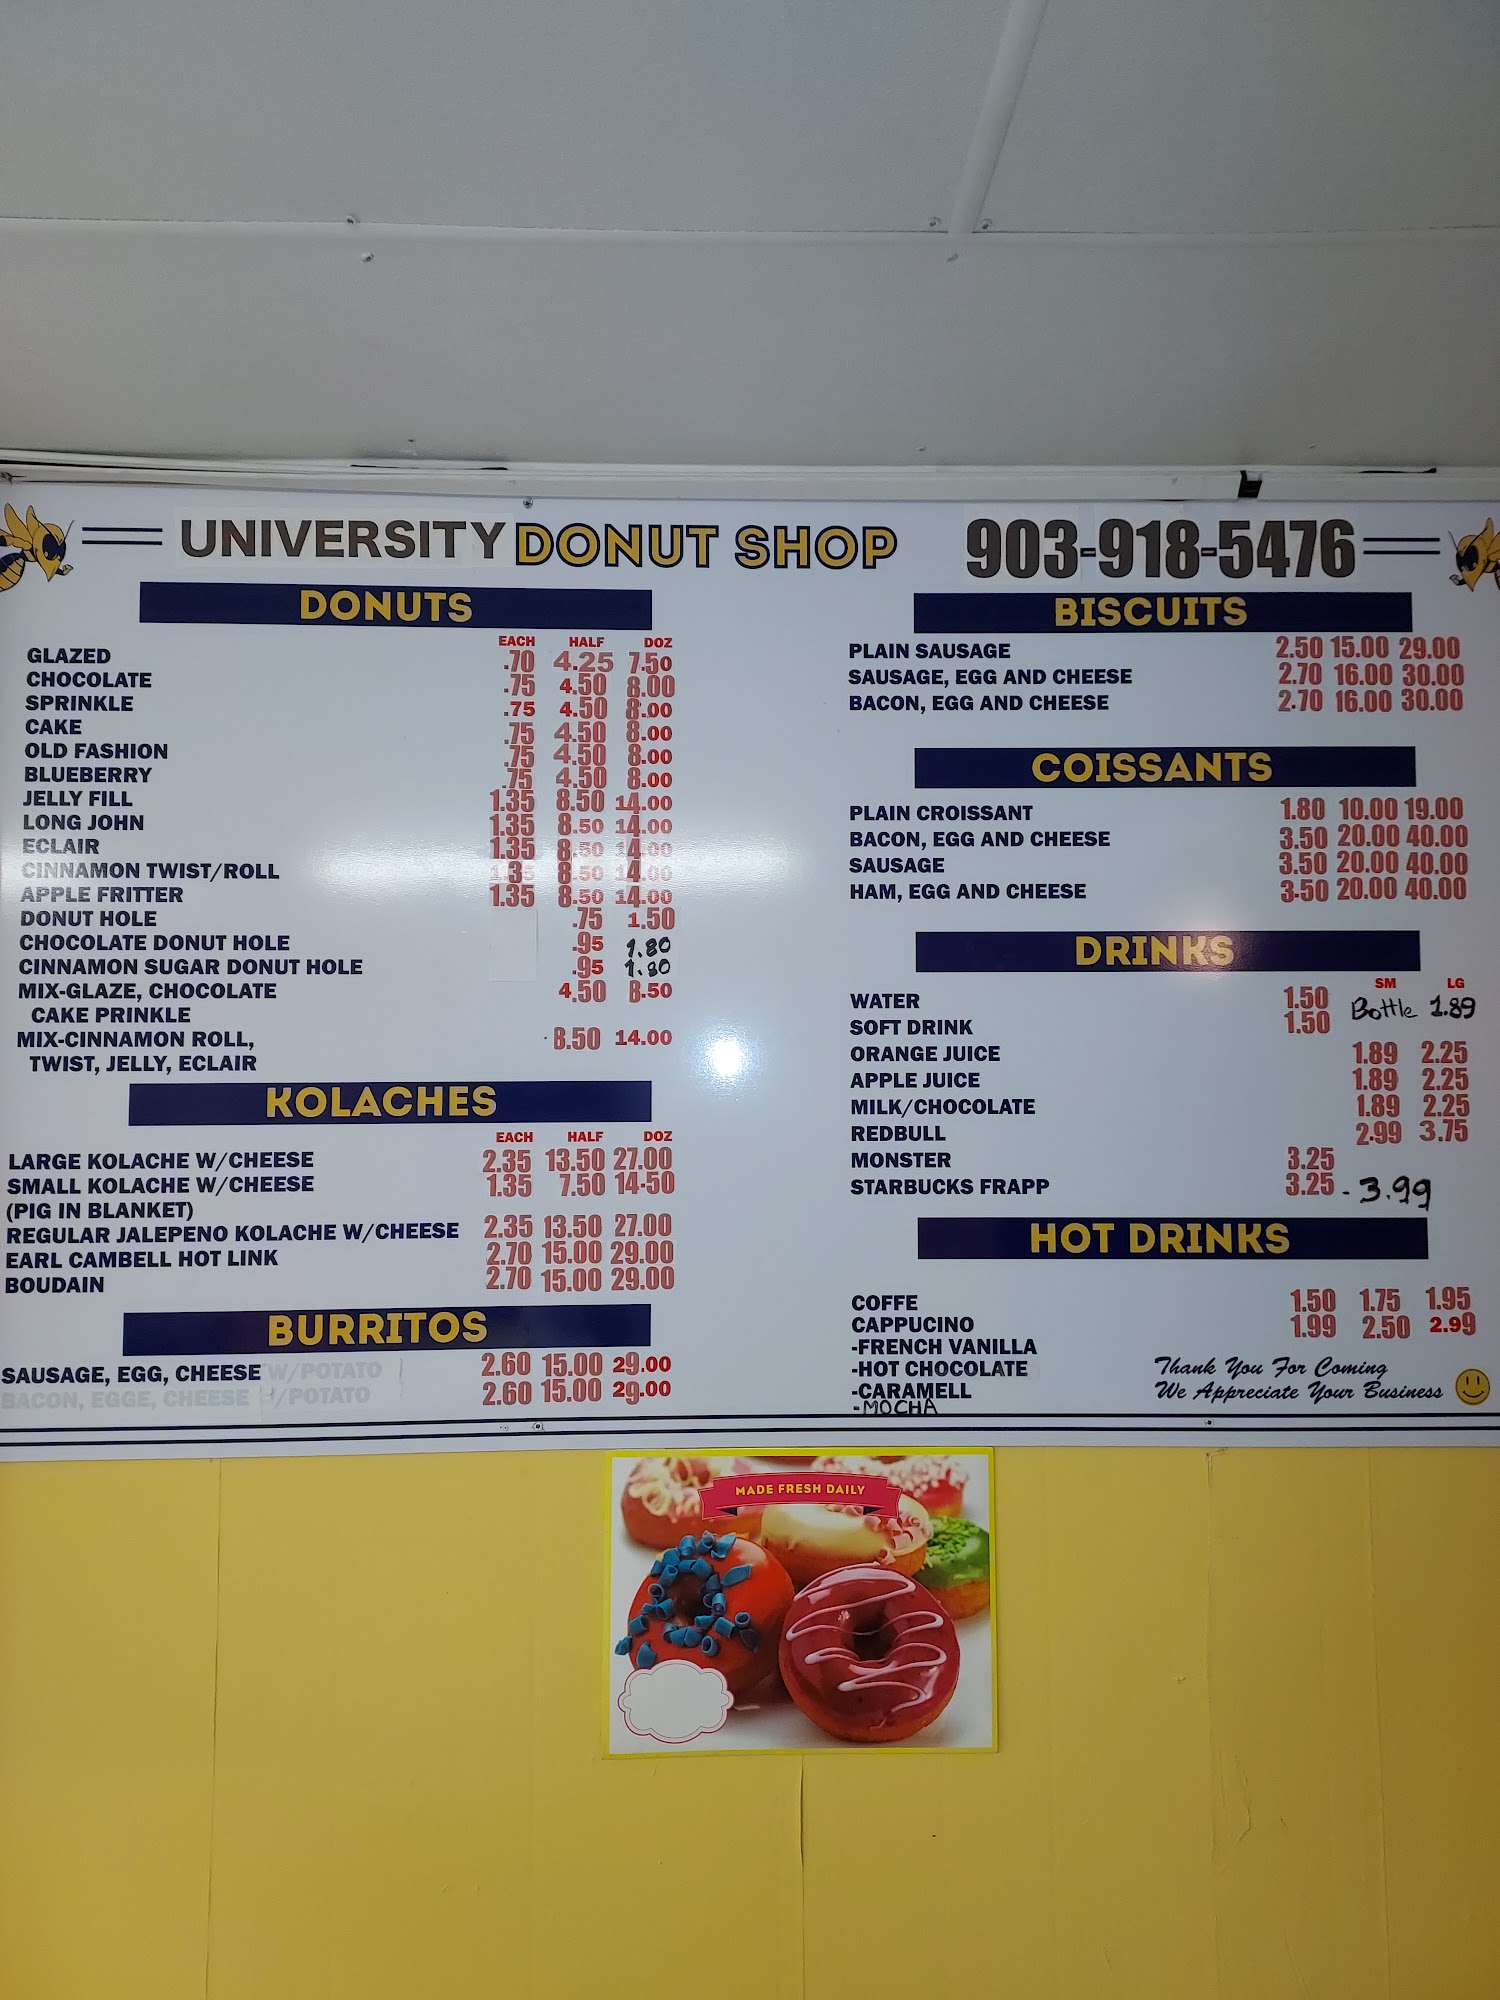 UNIVERSITY DONUT SHOP 903-918-5476
DONUTS
EACH HALF DOZ
GLAZED .70 4.25 7.50
CHOCOLATE .75 4.50 8.00
SPRINKLE .75 4.50 8.00
CAKE .75 4.50 8.00
OLD FASHION .75 4.50 8.00
BLUEBERRY .75 4.50 8.00
JELLY FILL 1.35 8.50 14.00
LONG JOHN 1.35 8.50 14.00
ECLAIR 1.35 8.50 14.00
CINNAMON TWIST/ROLL 1.35 8.50 14.00
APPLE FRITTER 1.35 8.50 14.00
DONUT HOLE .75 1.50
CHOCOLATE DONUT HOLE .95 1.80
CINNAMON SUGAR DONUT HOLE .95 1.80
MIX-GLAZE, CHOCOLATE 4.50 8.50
CAKE PRINKLE
MIX-CINNAMON ROLL, 8.50 14.00
TWIST, JELLY, ECLAIR
KOLACHES
EACH HALF DOZ
LARGE KOLACHE W/CHEESE 2.35 13.50 27.00
SMALL KOLACHE W/CHEESE 1.35 7.50 14-50
(PIG IN BLANKET)
REGULAR JALEPENO KOLACHE W/CHEESE 2.35 13.50 27.00
EARL CAMBELL HOT LINK 2.70 15.00 29.00
BOUDAIN 2.70 15.00 29.00
BURRITOS
SAUSAGE, EGG, CHEESE W/POTATO 2.60 15.00 29.00
BACON, EGGE, CHEESE /POTATO 2.60 15.00 29.00
BISCUITS
PLAIN SAUSAGE 2.50 15.00 29.00
SAUSAGE, EGG AND CHEESE 2.70 16.00 30.00
BACON, EGG AND CHEESE 2.70 16.00 30.00
COISSANTS
PLAIN CROISSANT 1.80 10.00 19.00
BACON, EGG AND CHEESE 3.50 20.00 40.00
SAUSAGE 3.50 20.00 40.00
HAM, EGG AND CHEESE 3.50 20.00 40.00
DRINKS
SM LG
WATER 1.50 Bottle 1.89
SOFT DRINK 1.50
ORANGE JUICE 1.89 2.25
APPLE JUICE 1.89 2.25
MILK/CHOCOLATE 1.89 2.25
REDBULL 2.99 3.75
MONSTER 3.25
STARBUCKS FRAPP 3.25 - 3.99
HOT DRINKS
COFFE 1.50 1.75 1.95
CAPPUCINO 1.99 2.50 2.99
-FRENCH VANILLA
-HOT CHOCOLATE
-CARAMELL
-MOCHA
Thank You For Coming
We Appreciate Your Business
MADE FRESH DAILY